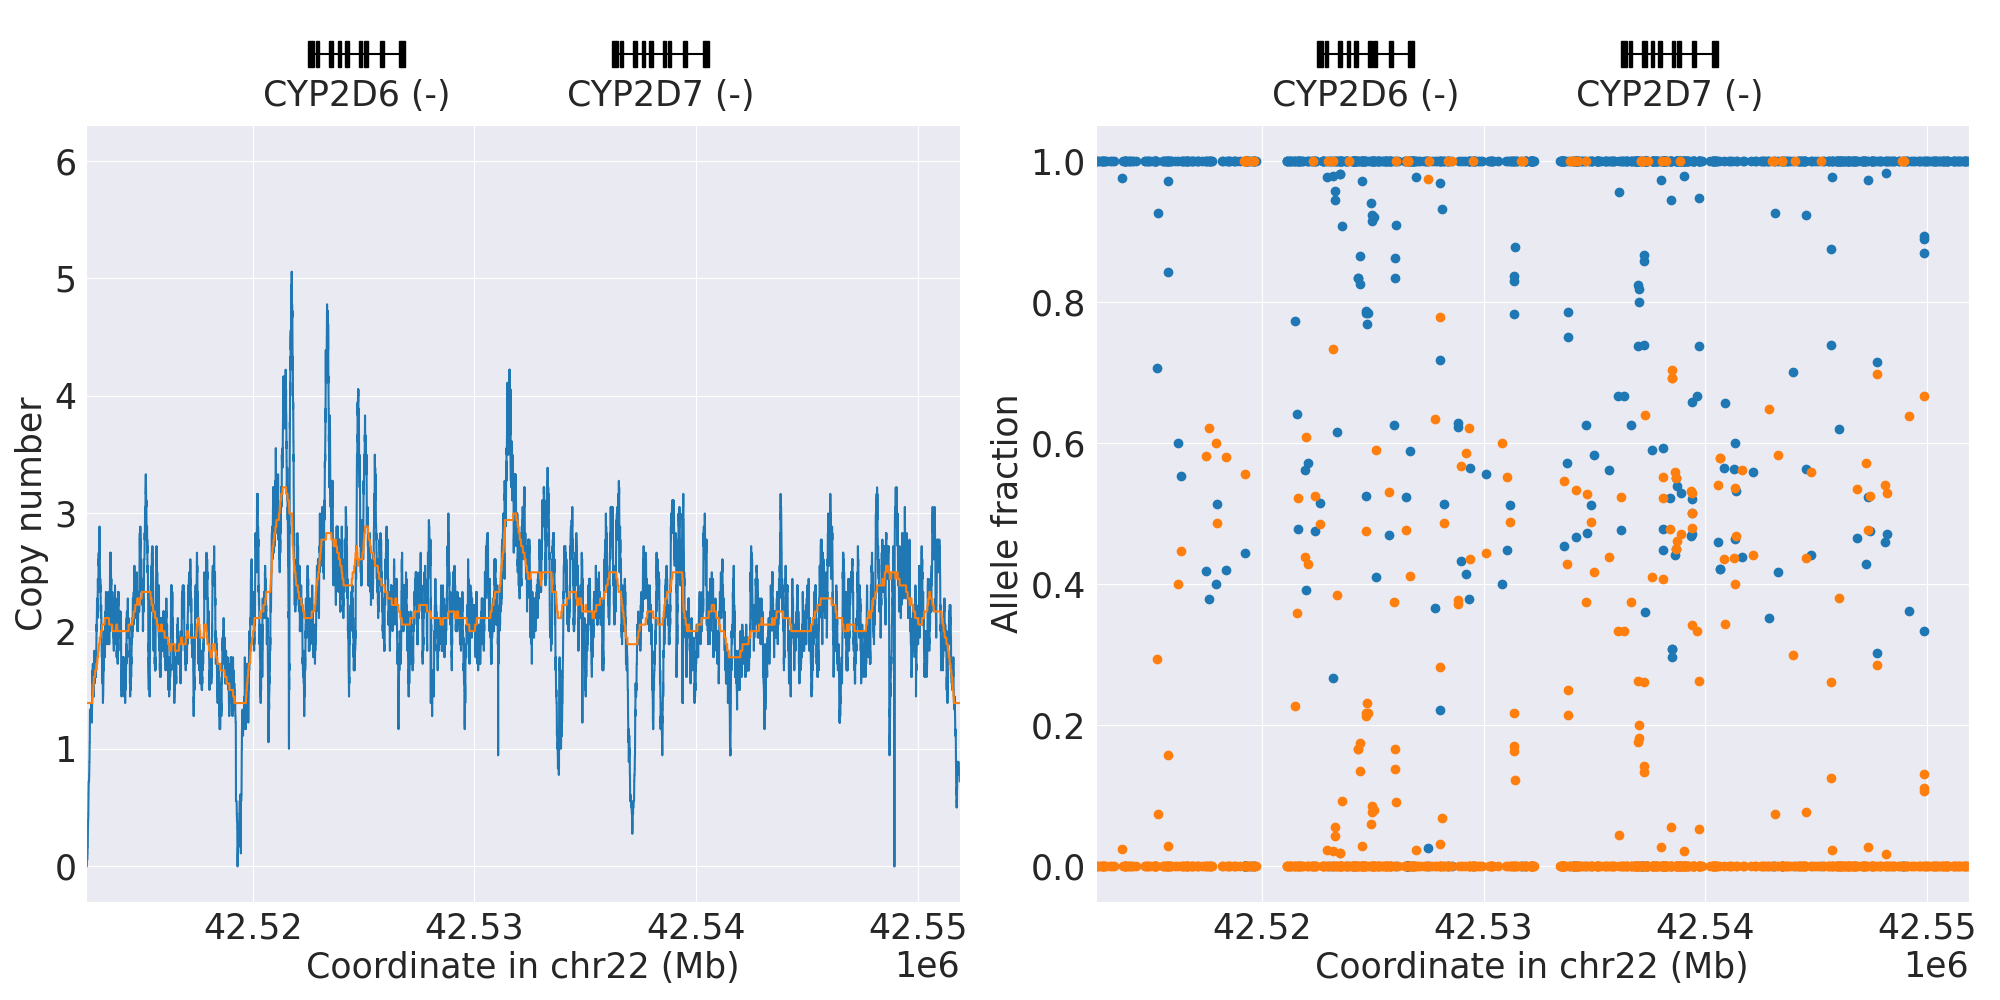 CYP2D6 (-)
CYP2D7 (-)
Copy number
6
5
4
3
2
1
0
42.52
42.53
42.54
42.55
Coordinate in chr22 (Mb)
1e6
CYP2D6 (-)
CYP2D7 (-)
Allele fraction
1.0
0.8
0.6
0.4
0.2
0.0
42.52
42.53
42.54
42.55
Coordinate in chr22 (Mb)
1e6